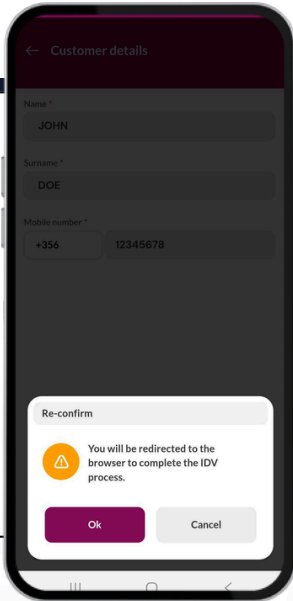 ← Customer details
Name *
JOHN
Surname *
DOE
Mobile number *
+356 12345678
Re-confirm
You will be redirected to the
browser to complete the IDV
process.
Ok Cancel